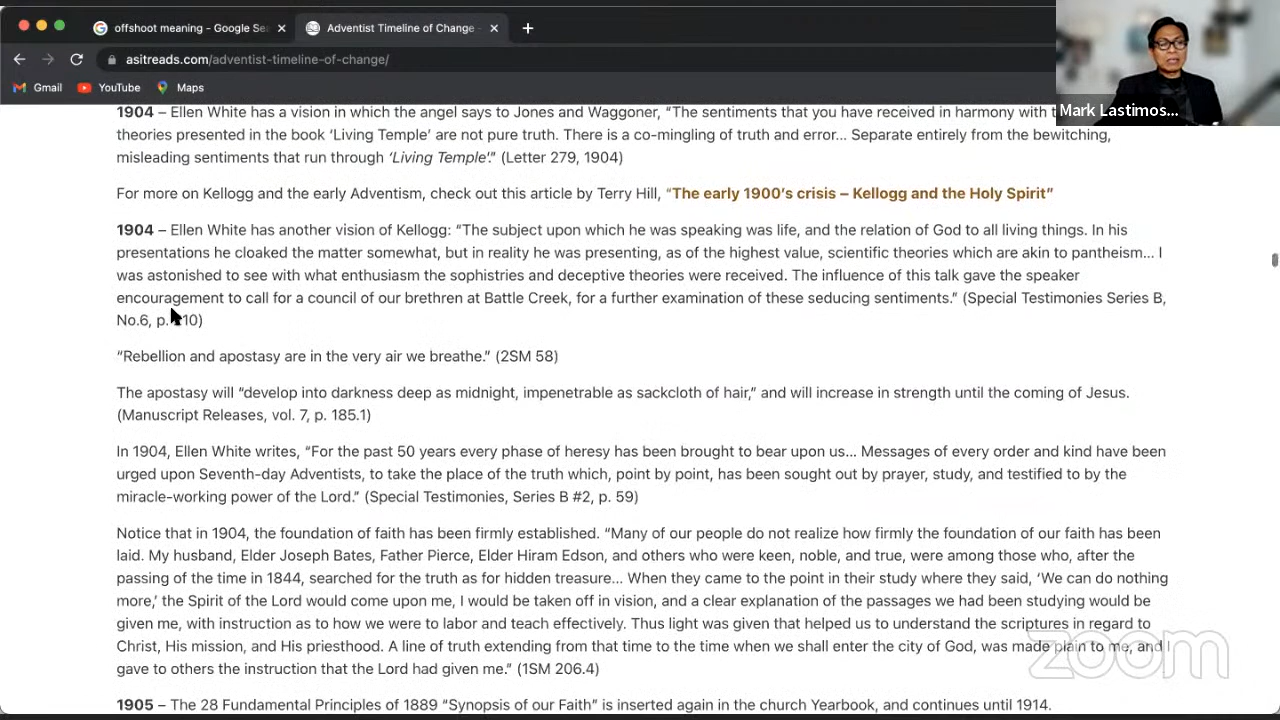 offshoot meaning - Google Se
Adventist Timeline of Change
asitreads.com/adventist-timeline-of-change/
Gmail YouTube Maps
Mark Lastimos...
1904 – Ellen White has a vision in which the angel says to Jones and Waggoner, “The sentiments that you have received in harmony with
theories presented in the book ‘Living Temple’ are not pure truth. There is a co-mingling of truth and error... Separate entirely from the bewitching,
misleading sentiments that run through ‘Living Temple’.” (Letter 279, 1904)
For more on Kellogg and the early Adventism, check out this article by Terry Hill, “The early 1900’s crisis – Kellogg and the Holy Spirit”
1904 – Ellen White has another vision of Kellogg: “The subject upon which he was speaking was life, and the relation of God to all living things. In his
presentations he cloaked the matter somewhat, but in reality he was presenting, as of the highest value, scientific theories which are akin to pantheism... I
was astonished to see with what enthusiasm the sophistries and deceptive theories were received. The influence of this talk gave the speaker
encouragement to call for a council of our brethren at Battle Creek, for a further examination of these seducing sentiments.” (Special Testimonies Series B,
No.6, p. 10)
“Rebellion and apostasy are in the very air we breathe.” (2SM 58)
The apostasy will “develop into darkness deep as midnight, impenetrable as sackcloth of hair,” and will increase in strength until the coming of Jesus.
(Manuscript Releases, vol. 7, p. 185.1)
In 1904, Ellen White writes, “For the past 50 years every phase of heresy has been brought to bear upon us... Messages of every order and kind have been
urged upon Seventh-day Adventists, to take the place of the truth which, point by point, has been sought out by prayer, study, and testified to by the
miracle-working power of the Lord.” (Special Testimonies, Series B #2, p. 59)
Notice that in 1904, the foundation of faith has been firmly established. “Many of our people do not realize how firmly the foundation of our faith has been
laid. My husband, Elder Joseph Bates, Father Pierce, Elder Hiram Edson, and others who were keen, noble, and true, were among those who, after the
passing of the time in 1844, searched for the truth as for hidden treasure... When they came to the point in their study where they said, ‘We can do nothing
more,’ the Spirit of the Lord would come upon me, I would be taken off in vision, and a clear explanation of the passages we had been studying would be
given me, with instruction as to how we were to labor and teach effectively. Thus light was given that helped us to understand the scriptures in regard to
Christ, His mission, and His priesthood. A line of truth extending from that time to the time when we shall enter the city of God, was made plain to me, and I
gave to others the instruction that the Lord had given me.” (1SM 206.4)
zoom
1905 – The 28 Fundamental Principles of 1889 “Synopsis of our Faith” is inserted again in the church Yearbook, and continues until 1914.